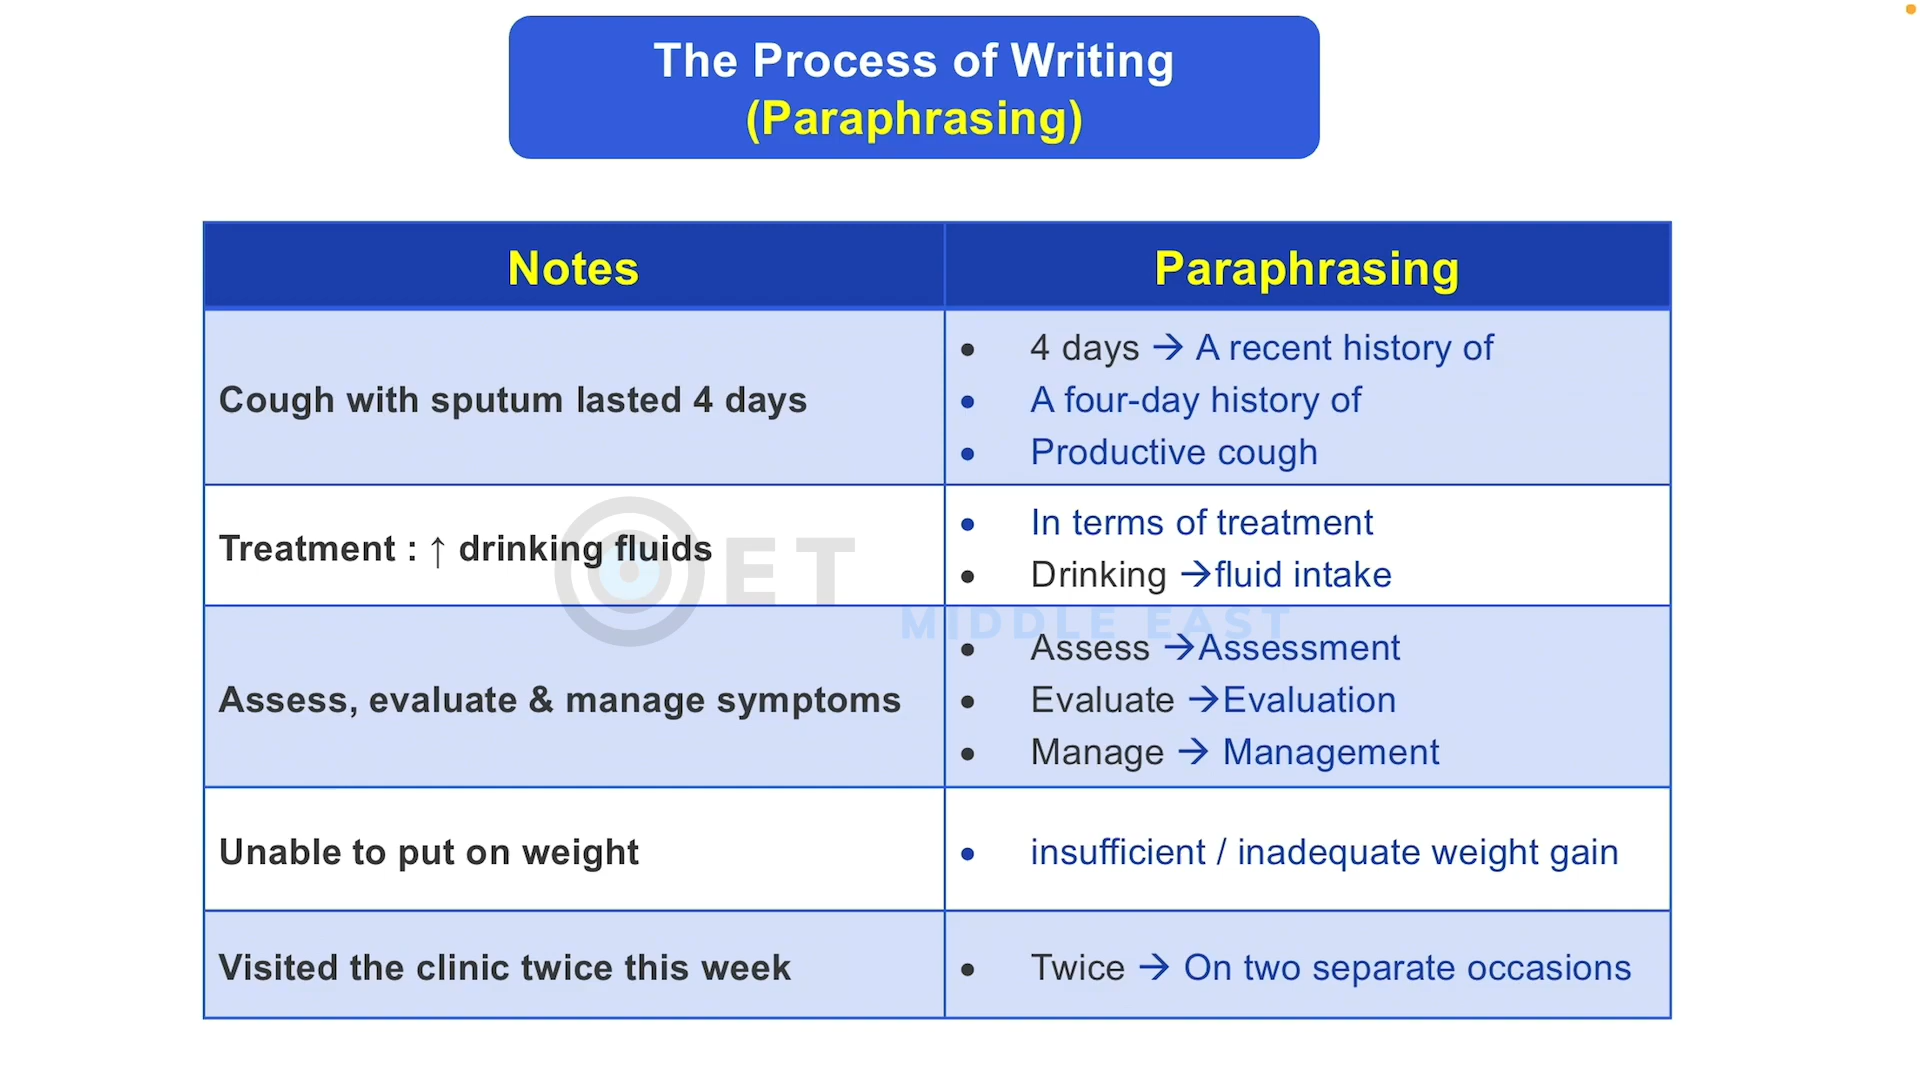 The Process of Writing
(Paraphrasing)
Notes
Paraphrasing
Cough with sputum lasted 4 days
• 4 days → A recent history of
• A four-day history of
• Productive cough
Treatment : ↑ drinking fluids
• In terms of treatment
• Drinking →fluid intake
Assess, evaluate & manage symptoms
• Assess →Assessment
• Evaluate →Evaluation
• Manage → Management
Unable to put on weight
• insufficient / inadequate weight gain
Visited the clinic twice this week
• Twice → On two separate occasions
OET
MIDDLE EAST